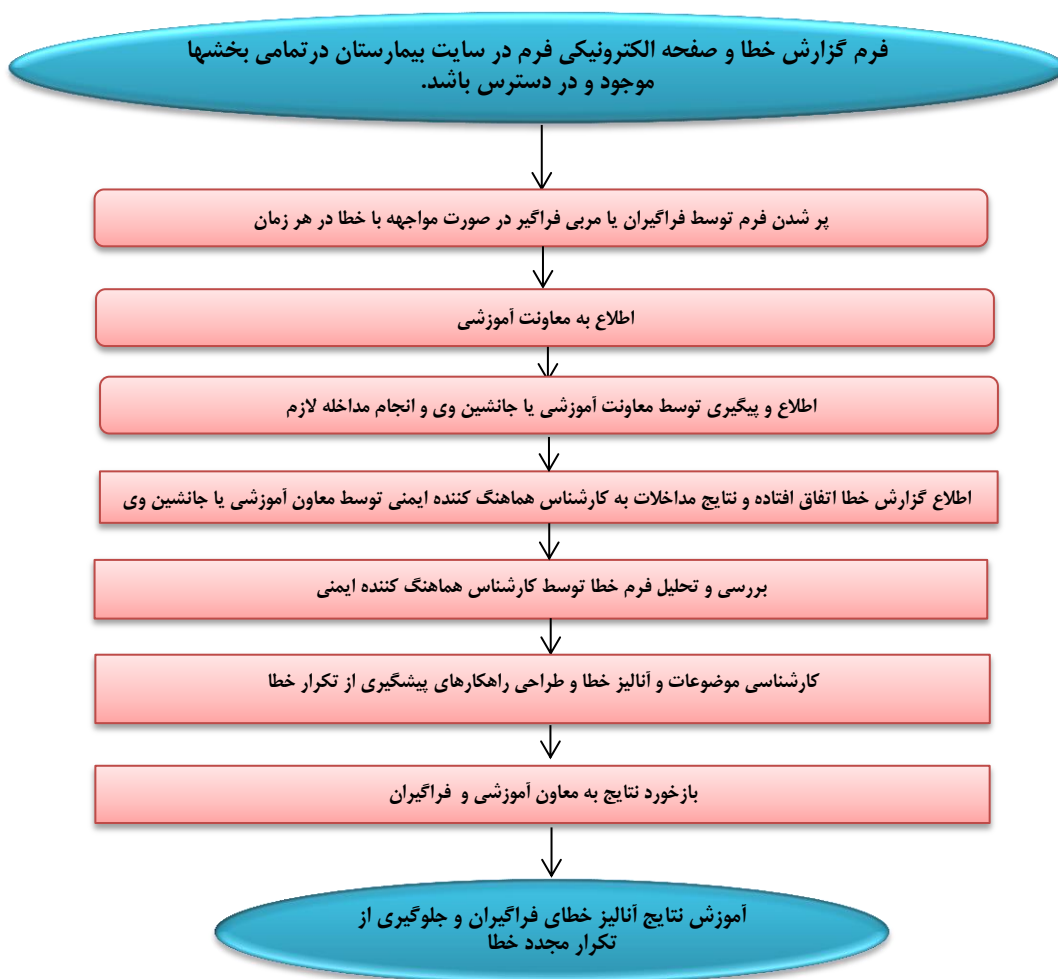 فرم گزارش خطا و صفحه الکترونیکی فرم در سایت بیمارستان درتمامی بخشها
موجود و در دسترس باشد.
پر شدن فرم توسط فراگیران یا مربی فراگیر در صورت مواجهه با خطا در هر زمان
اطلاع به معاونت آموزشی
اطلاع و پیگیری توسط معاونت آموزشی یا جانشین وی و انجام مداخله لازم
اطلاع گزارش خطا اتفاق افتاده و نتایج مداخلات به کارشناس هماهنگ کننده ایمنی توسط معاون آموزشی یا جانشین وی
بررسی و تحلیل فرم خطا توسط کارشناس هماهنگ کننده ایمنی
کارشناسی موضوعات و آنالیز خطا و طراحی راهکارهای پیشگیری از تکرار خطا
بازخورد نتایج به معاون آموزشی و فراگیران
آموزش نتایج آنالیز خطای فراگیران و جلوگیری از
تکرار مجدد خطا